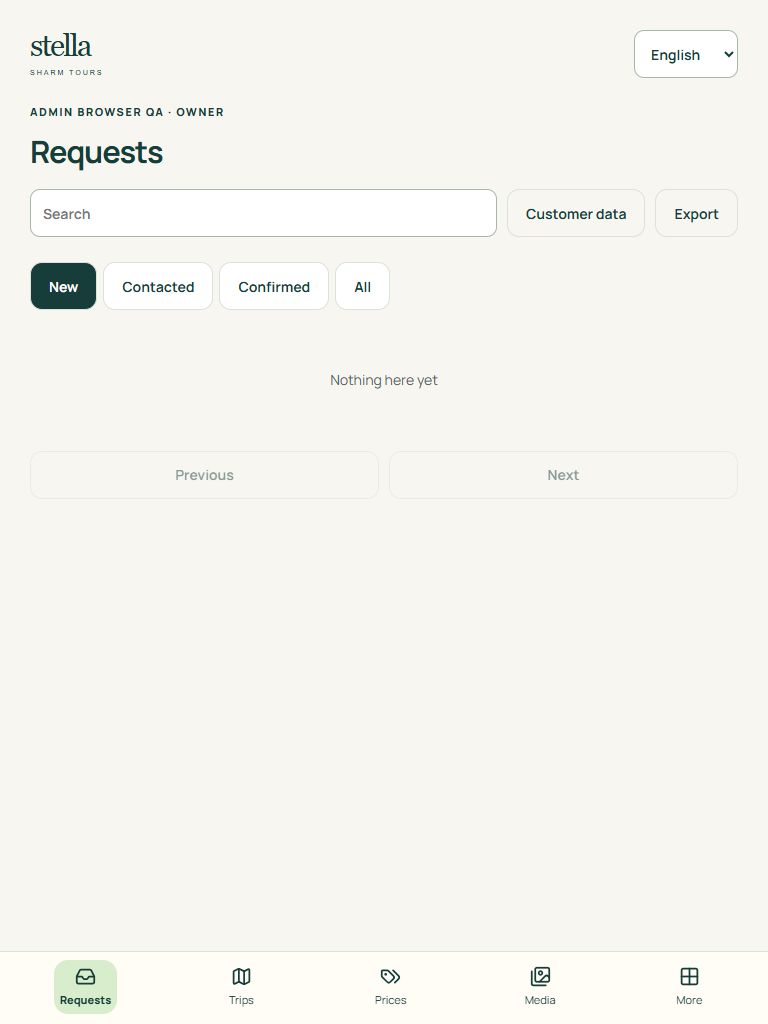 stella
SHARM TOURS
English
ADMIN BROWSER QA · OWNER
Requests
Search
Customer data
Export
New
Contacted
Confirmed
All
Nothing here yet
Previous
Next
Requests
Trips
Prices
Media
More